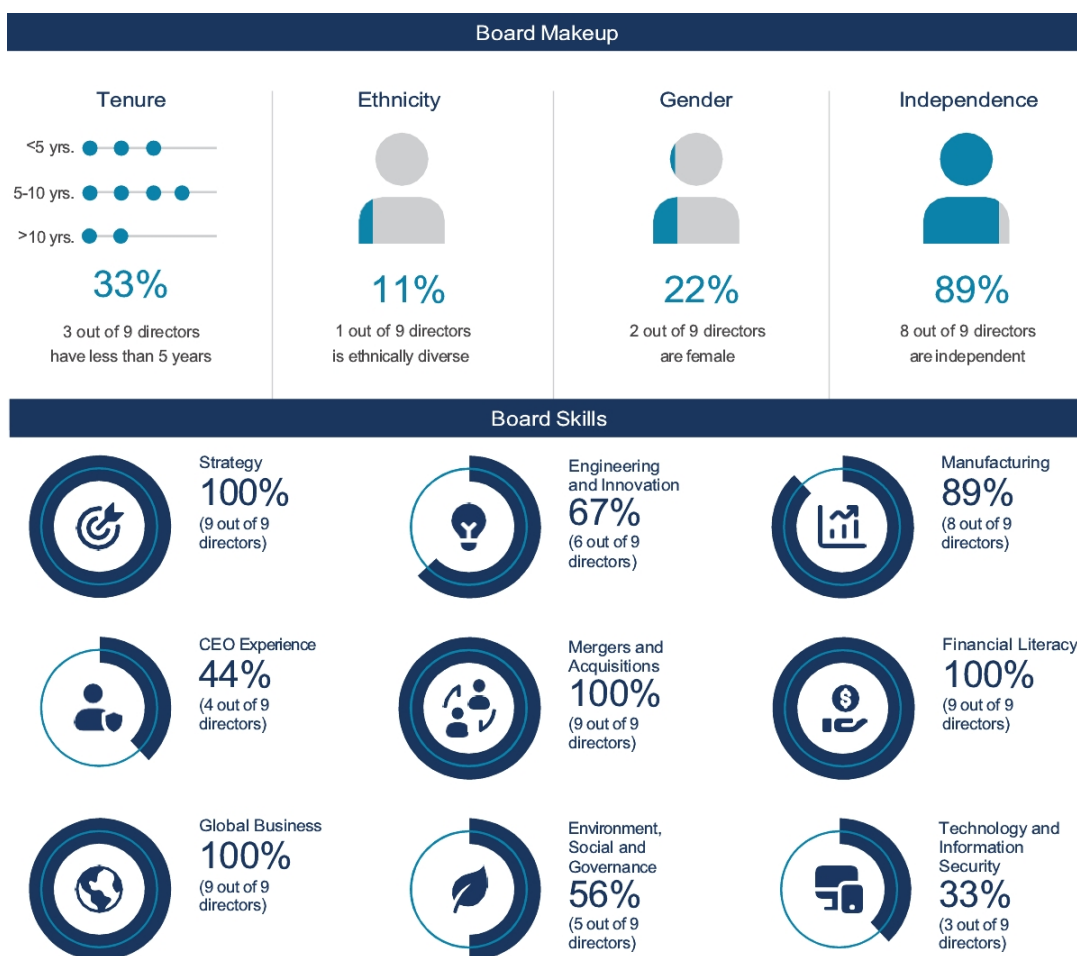 Board Makeup
Tenure
<5 yrs.
5-10 yrs.
>10 yrs.
33%
3 out of 9 directors
have less than 5 years
Ethnicity
11%
1 out of 9 directors
is ethnically diverse
Gender
22%
2 out of 9 directors
are female
Independence
89%
8 out of 9 directors
are independent
Board Skills
Strategy
100%
(9 out of 9
directors)
Engineering
and Innovation
67%
(6 out of 9
directors)
Manufacturing
89%
(8 out of 9
directors)
CEO Experience
44%
(4 out of 9
directors)
Mergers and
Acquisitions
100%
(9 out of 9
directors)
Financial Literacy
100%
(9 out of 9
directors)
Global Business
100%
(9 out of 9
directors)
Environment,
Social and
Governance
56%
(5 out of 9
directors)
Technology and
Information
Security
33%
(3 out of 9
directors)